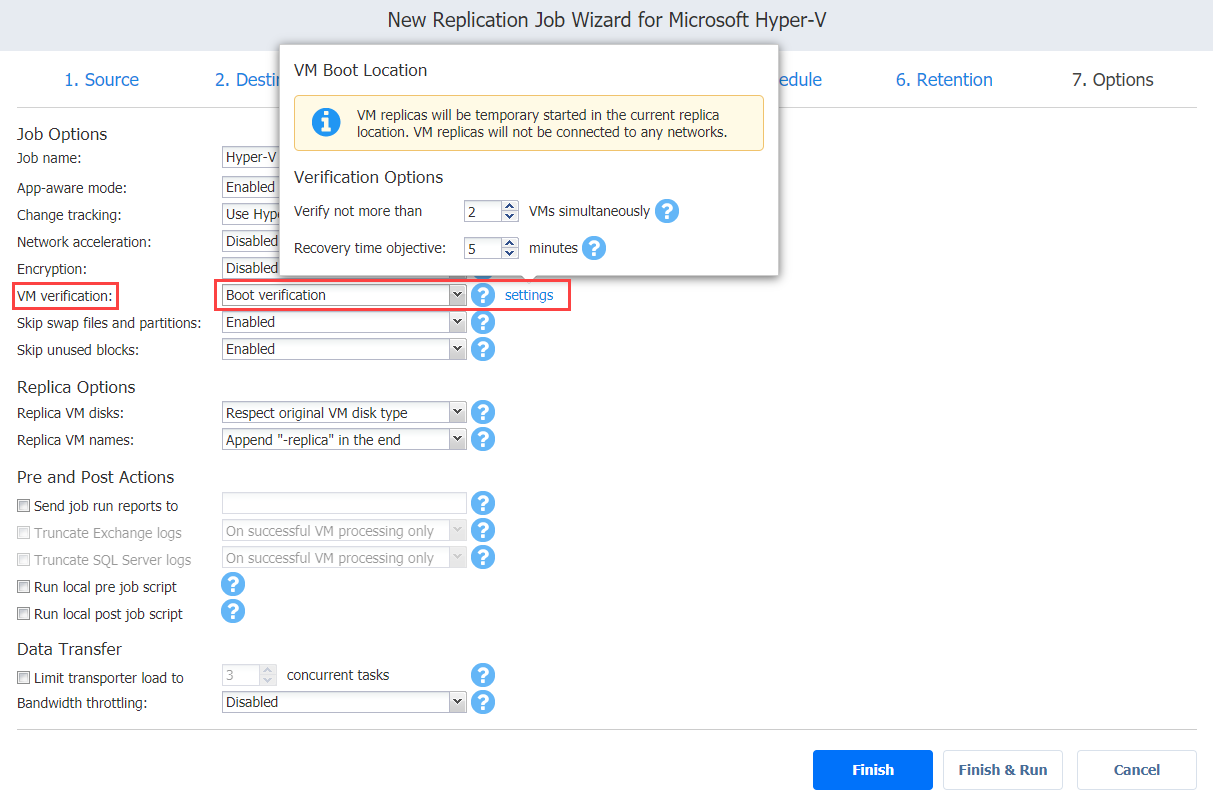 New Replication Job Wizard for Microsoft Hyper-V
1. Source 2. Destin edule 6. Retention 7. Options
VM Boot Location
VM replicas will be temporary started in the current replica
location. VM replicas will not be connected to any networks.
Verification Options
Verify not more than 2 VMs simultaneously ?
Recovery time objective: 5 minutes ?
Job Options
Job name: Hyper-V
App-aware mode: Enabled
Change tracking: Use Hype
Network acceleration: Disabled
Encryption: Disabled
VM verification: Boot verification ? settings
Skip swap files and partitions: Enabled ?
Skip unused blocks: Enabled ?
Replica Options
Replica VM disks: Respect original VM disk type ?
Replica VM names: Append "-replica" in the end ?
Pre and Post Actions
Send job run reports to ?
Truncate Exchange logs On successful VM processing only ?
Truncate SQL Server logs On successful VM processing only ?
Run local pre job script ?
Run local post job script ?
Data Transfer
Limit transporter load to 3 concurrent tasks ?
Bandwidth throttling: Disabled ?
Finish Finish & Run Cancel